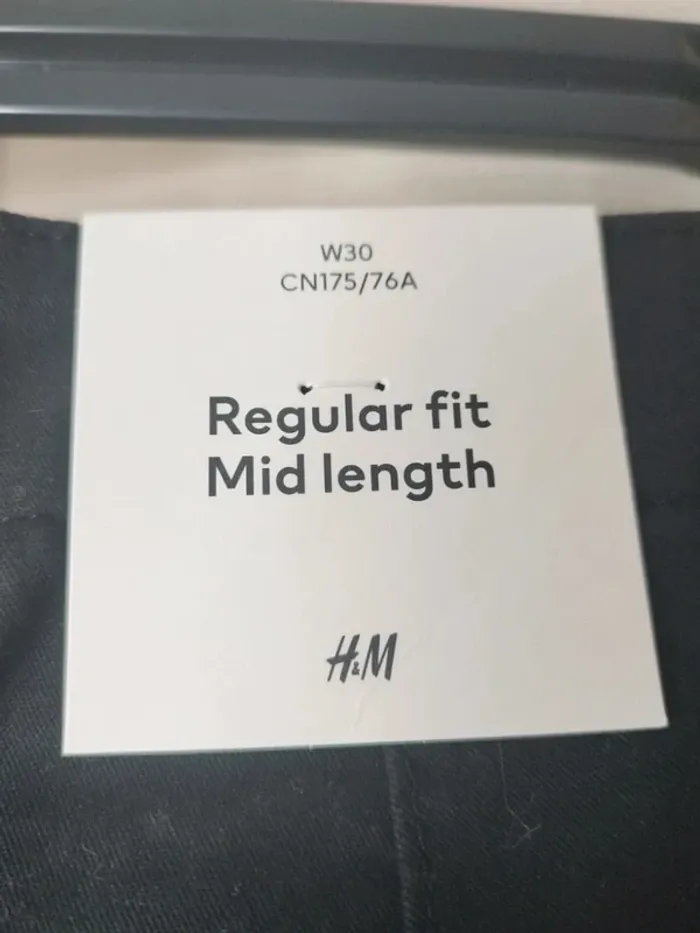 W30
CN175/76A
Regular fit
Mid length
H&M